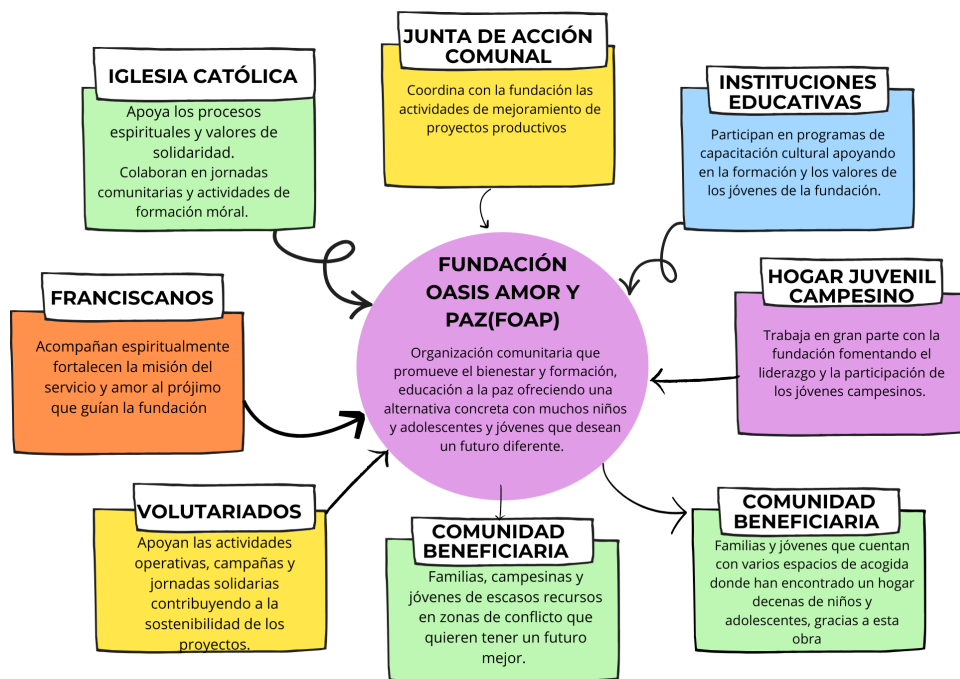 JUNTA DE ACCIÓN
COMUNAL
Coordina con la fundación las
actividades de mejoramiento de
proyectos productivos
IGLESIA CATÓLICA
Apoya los procesos
espirituales y valores de
solidaridad.
Colaboran en jornadas
comunitarias y actividades de
formación móral.
INSTITUCIONES
EDUCATIVAS
Participan en programas de
capacitación cultural apoyando
en la formación y los valores de
los jóvenes de la fundación.
FRANCISCANOS
Acompañan espiritualmente
fortalecen la misión del
servicio y amor al prójimo
que guían la fundación
FUNDACIÓN
OASIS AMOR Y
PAZ(FOAP)
Organización comunitaria que
promueve el bienestar y formación,
educación a la paz ofreciendo una
alternativa concreta con muchos niños
y adolescentes y jóvenes que desean
un futuro diferente.
HOGAR JUVENIL
CAMPESINO
Trabaja en gran parte con la
fundación fomentando el
liderazgo y la participación de
los jóvenes campesinos.
VOLUTARIADOS
Apoyan las actividades
operativas, campañas y
jornadas solidarias
contribuyendo a la
sostenibilidad de los
proyectos.
COMUNIDAD
BENEFICIARIA
Familias, campesinas y
jóvenes de escasos recursos
en zonas de conflicto que
quieren tener un futuro
mejor.
COMUNIDAD
BENEFICIARIA
Familias y jóvenes que cuentan
con varios espacios de acogida
donde han encontrado un hogar
decenas de niños y
adolescentes, gracias a esta
obra